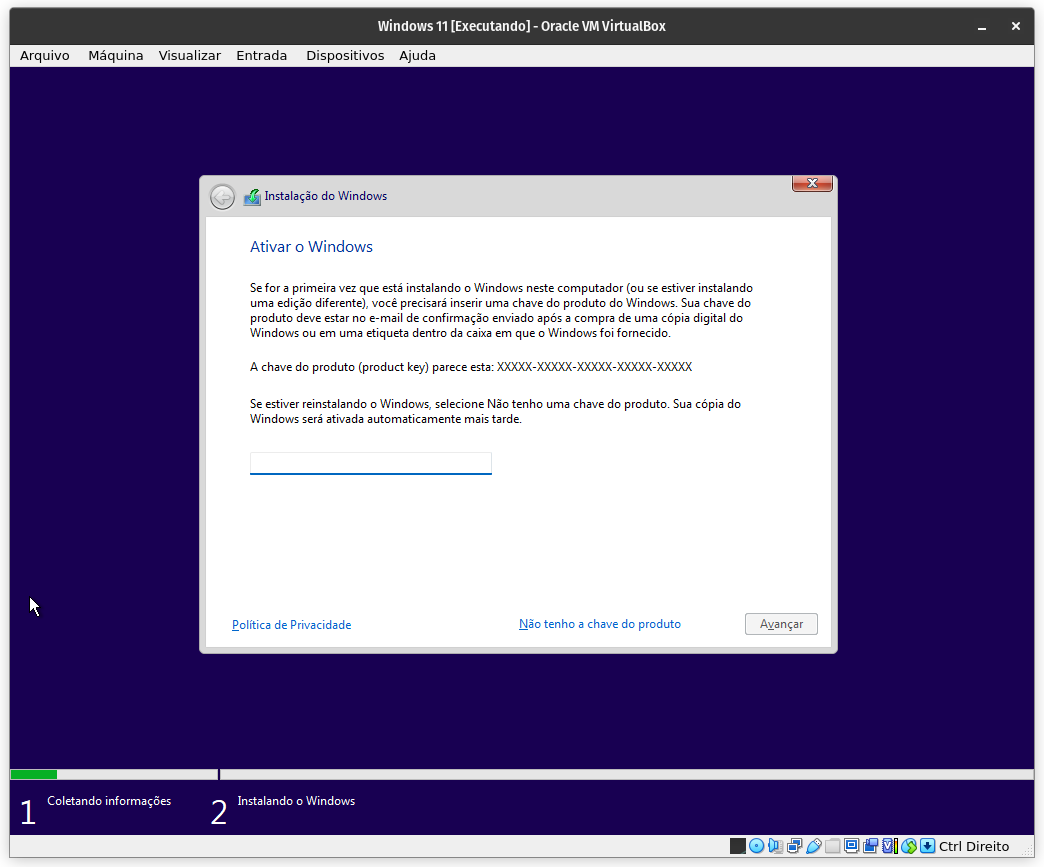 Windows 11 [Executando] - Oracle VM VirtualBox
Arquivo Máquina Visualizar Entrada Dispositivos Ajuda
Instalação do Windows
Ativar o Windows
Se for a primeira vez que está instalando o Windows neste computador (ou se estiver instalando
uma edição diferente), você precisará inserir uma chave do produto do Windows. Sua chave do
produto deve estar no e-mail de confirmação enviado após a compra de uma cópia digital do
Windows ou em uma etiqueta dentro da caixa em que o Windows foi fornecido.
A chave do produto (product key) parece esta: XXXXX-XXXXX-XXXXX-XXXXX-XXXXX
Se estiver reinstalando o Windows, selecione Não tenho uma chave do produto. Sua cópia do
Windows será ativada automaticamente mais tarde.
Política de Privacidade Não tenho a chave do produto Avançar
1 Coletando informações 2 Instalando o Windows
Ctrl Direito